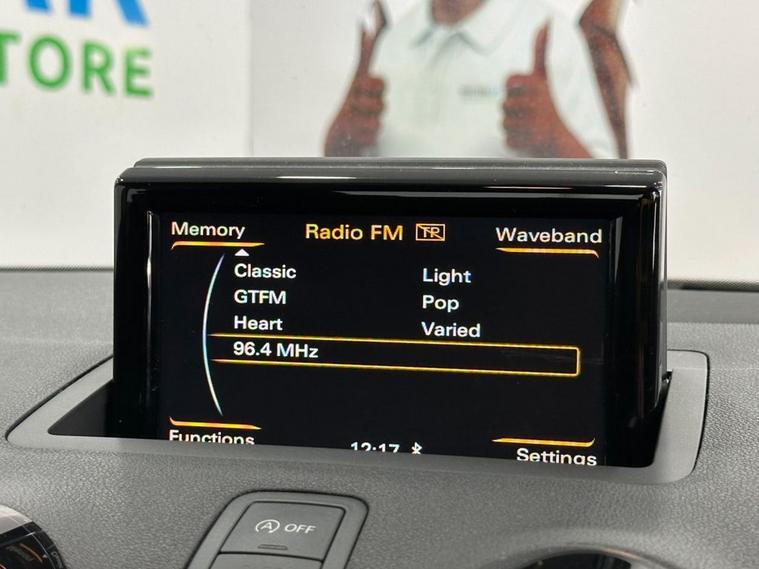 TORE
Memory Radio FM TP Waveband
Classic Light
GTFM Pop
Heart Varied
96.4 MHz
Functions 12:17 Settings
A OFF